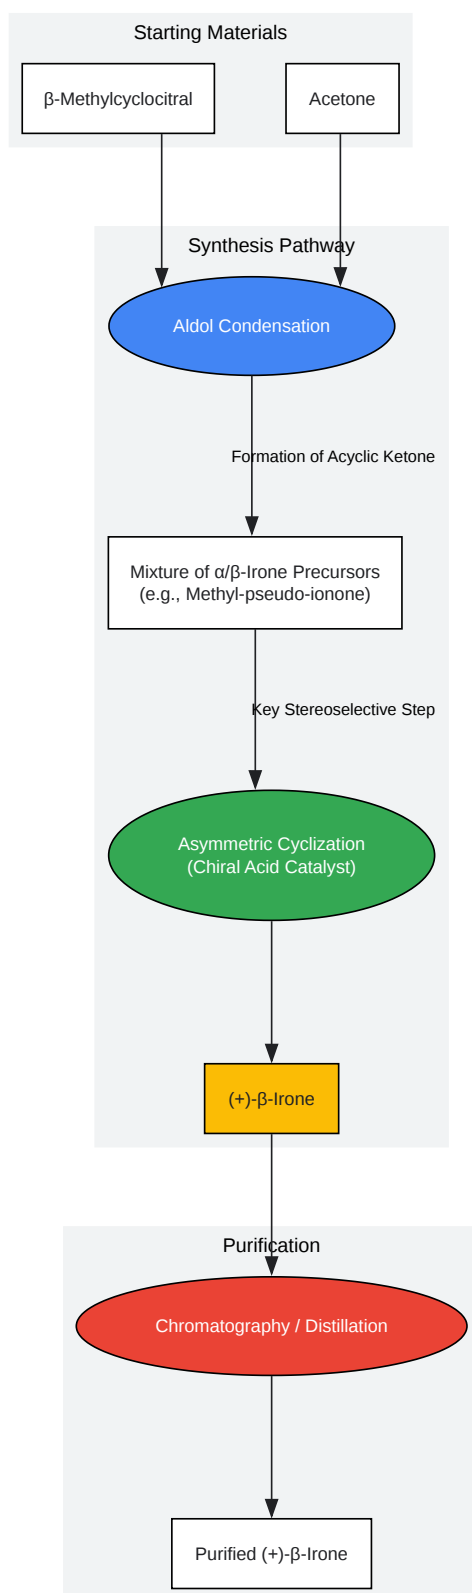 Starting Materials
β-Methylcyclocitral
Acetone
Synthesis Pathway
Aldol Condensation
Formation of Acyclic Ketone
Mixture of α/β-Irone Precursors
(e.g., Methyl-pseudo-ionone)
Key Stereoselective Step
Asymmetric Cyclization
(Chiral Acid Catalyst)
(+)-β-Irone
Purification
Chromatography / Distillation
Purified (+)-β-Irone